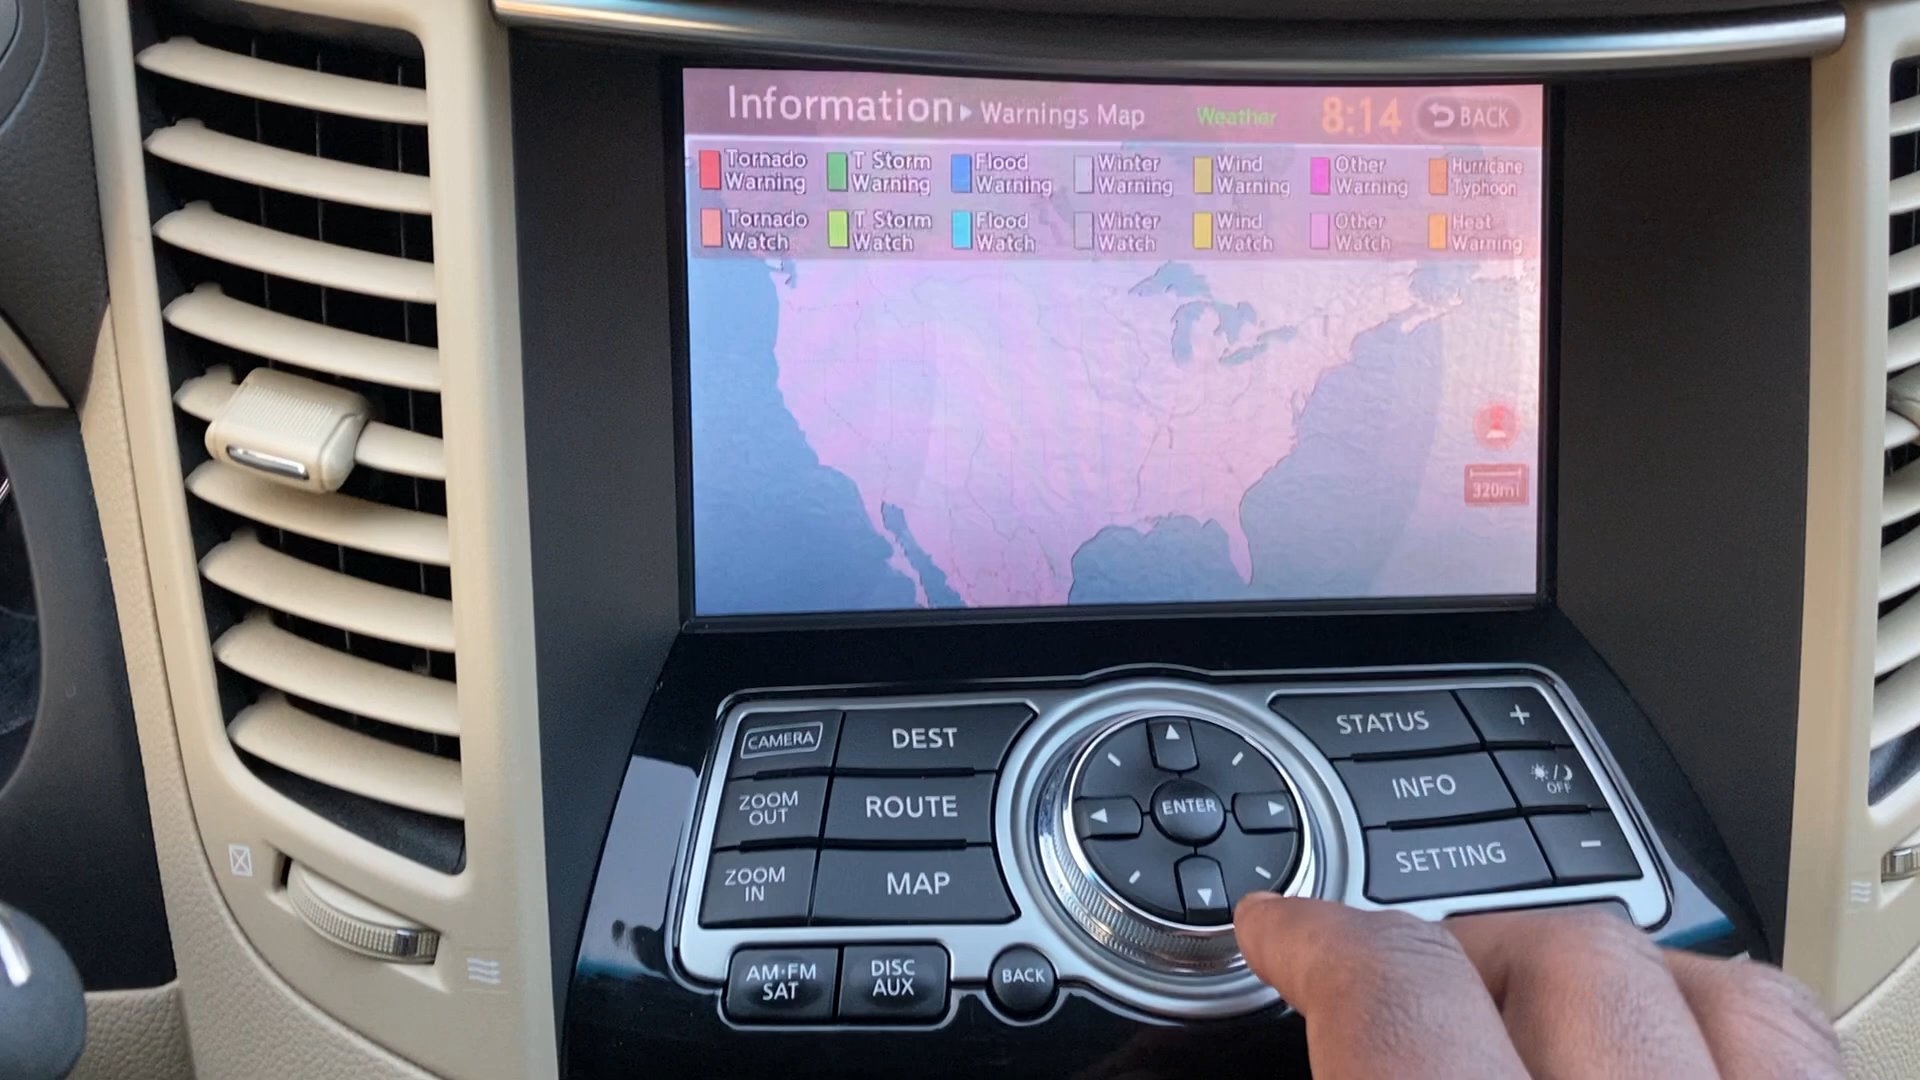 Information ▸ Warnings Map Weather 8:14 BACK
Tornado Warning
T Storm Warning
Flood Warning
Winter Warning
Wind Warning
Other Warning
Hurricane Typhoon
Tornado Watch
T Storm Watch
Flood Watch
Winter Watch
Wind Watch
Other Watch
Heat Warning
320mi
CAMERA
DEST
STATUS
+
ZOOM OUT
ROUTE
ENTER
INFO
OFF
ZOOM IN
MAP
SETTING
−
AM·FM SAT
DISC AUX
BACK